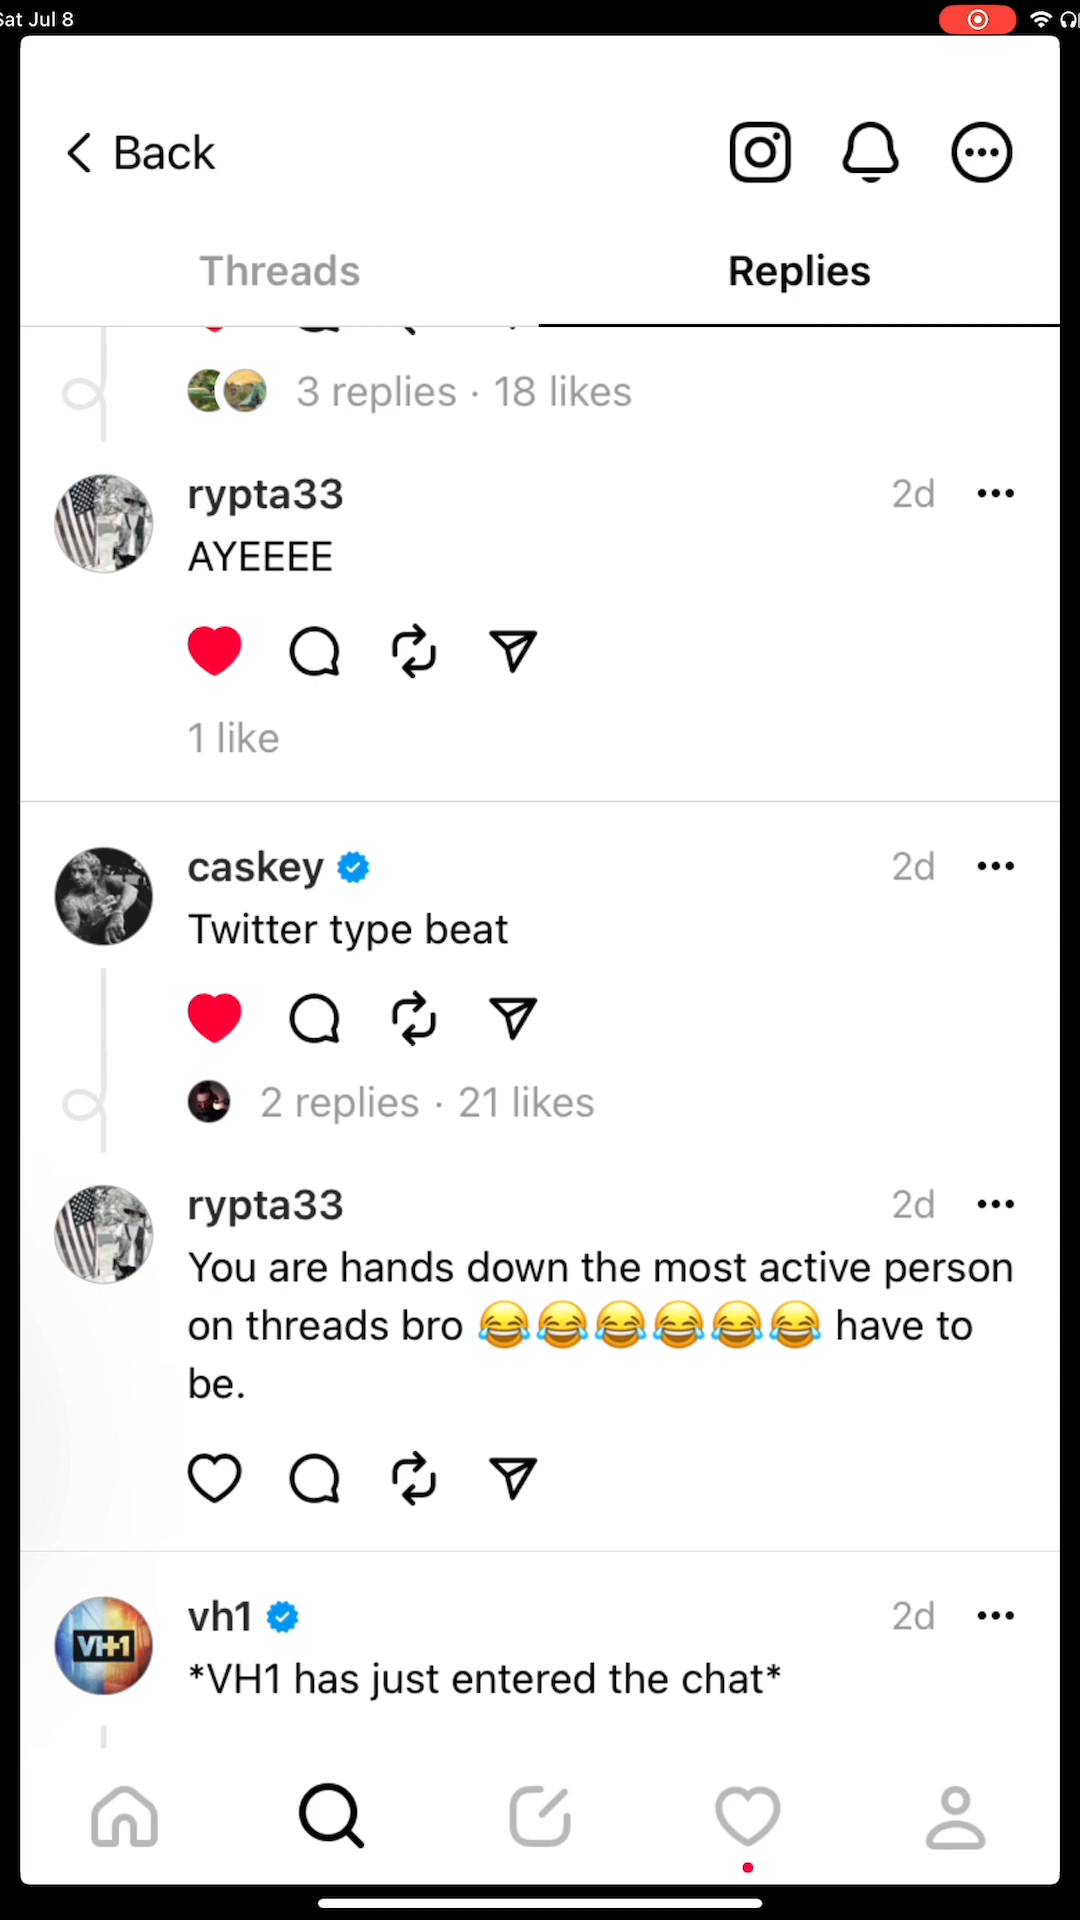 Sat Jul 8
Back
Threads Replies
3 replies · 18 likes
rypta33 2d
AYEEEE
1 like
caskey 2d
Twitter type beat
2 replies · 21 likes
rypta33 2d
You are hands down the most active person
on threads bro 😂😂😂😂😂😂 have to
be.
vh1 2d
VH1
*VH1 has just entered the chat*